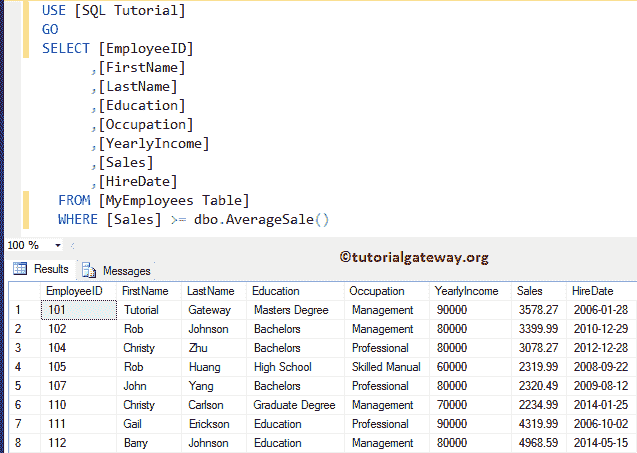 USE [SQL Tutorial]
GO
SELECT [EmployeeID]
,[FirstName]
,[LastName]
,[Education]
,[Occupation]
,[YearlyIncome]
,[Sales]
,[HireDate]
FROM [MyEmployees Table]
WHERE [Sales] >= dbo.AverageSale()
100 %
©tutorialgateway.org
Results Messages
EmployeeID FirstName LastName Education Occupation YearlyIncome Sales HireDate
1 101 Tutorial Gateway Masters Degree Management 90000 3578.27 2006-01-28
2 102 Rob Johnson Bachelors Management 80000 3399.99 2010-12-29
3 104 Christy Zhu Bachelors Professional 80000 3078.27 2012-12-28
4 105 Rob Huang High School Skilled Manual 60000 2319.99 2008-09-22
5 107 John Yang Bachelors Professional 80000 2320.49 2009-08-12
6 110 Christy Carlson Graduate Degree Management 70000 2234.99 2014-01-25
7 111 Gail Erickson Education Professional 90000 4319.99 2006-10-02
8 112 Barry Johnson Education Management 80000 4968.59 2014-05-15